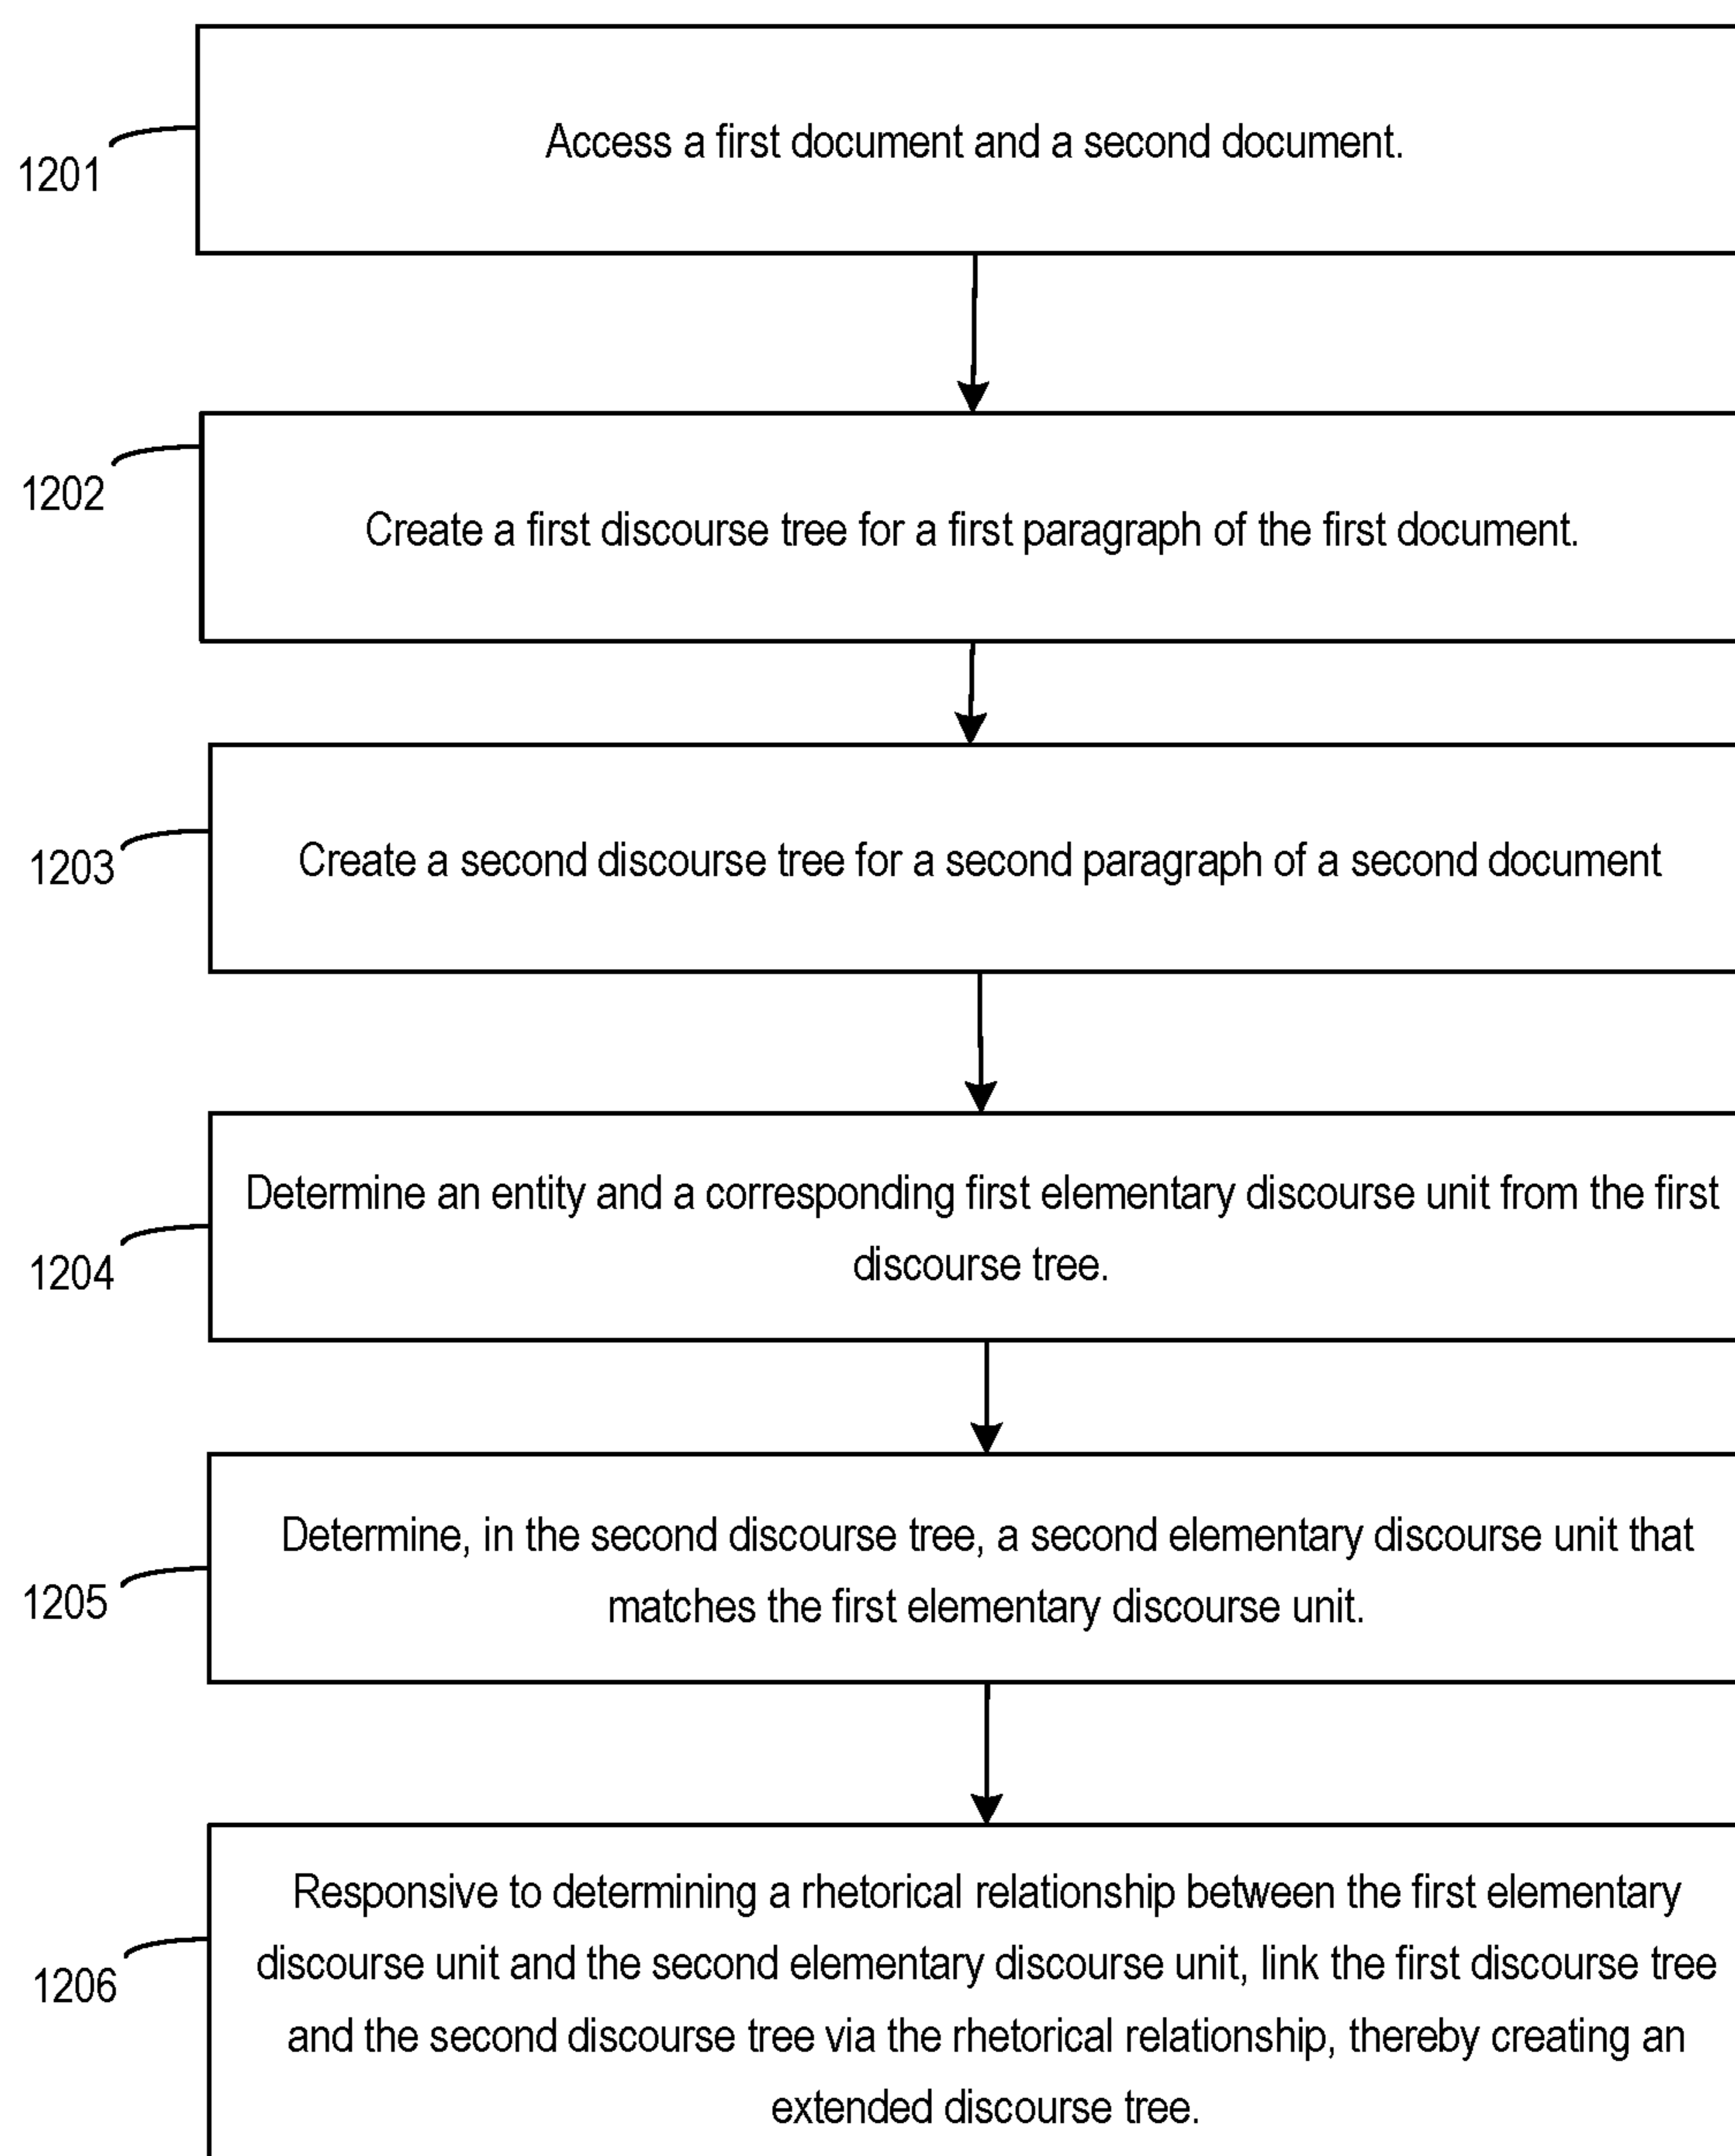 Access a first document and a second document.
1201
Create a first discourse tree for a first paragraph of the first document.
1202
Create a second discourse tree for a second paragraph of a second document
1203
Determine an entity and a corresponding first elementary discourse unit from the first
discourse tree.
1204
Determine, in the second discourse tree, a second elementary discourse unit that
matches the first elementary discourse unit.
1205
Responsive to determining a rhetorical relationship between the first elementary
discourse unit and the second elementary discourse unit, link the first discourse tree
and the second discourse tree via the rhetorical relationship, thereby creating an
extended discourse tree.
1206